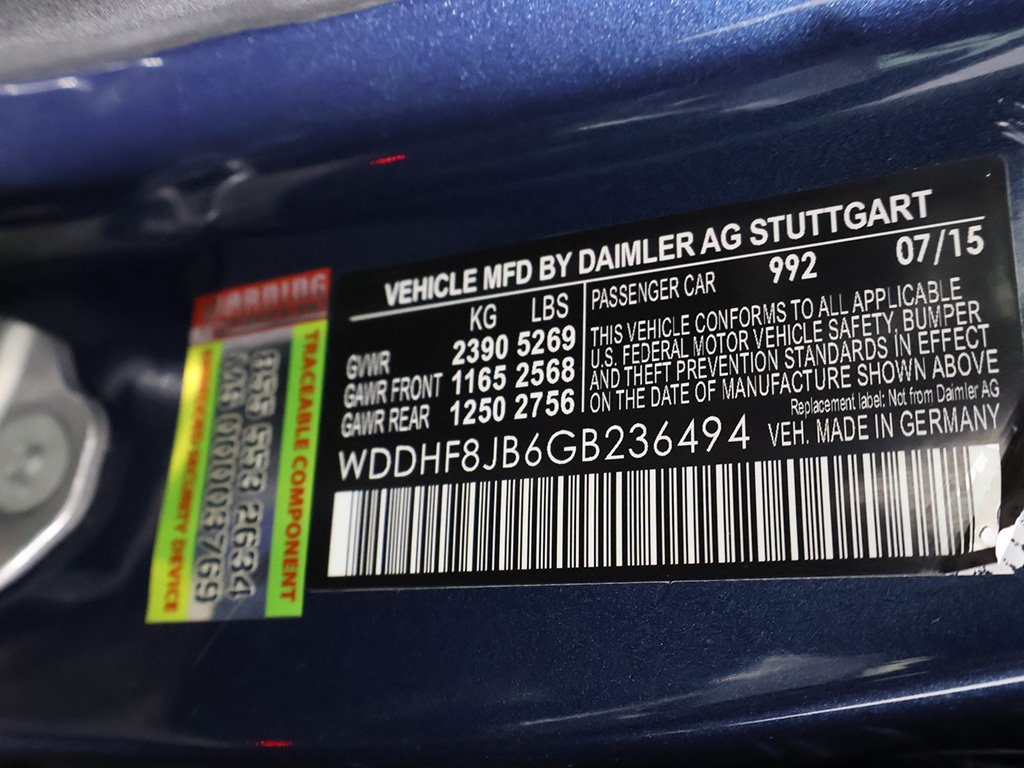 VEHICLE MFD BY DAIMLER AG STUTTGART
KG LBS
GVWR 2390 5269
GAWR FRONT 1165 2568
GAWR REAR 1250 2756
PASSENGER CAR 992 07/15
THIS VEHICLE CONFORMS TO ALL APPLICABLE
U.S. FEDERAL MOTOR VEHICLE SAFETY, BUMPER
AND THEFT PREVENTION STANDARDS IN EFFECT
ON THE DATE OF MANUFACTURE SHOWN ABOVE
Replacement label: Not from Daimler AG
WDDHF8JB6GB236494
VEH. MADE IN GERMANY
WARNING
TRACEABLE COMPONENT
855 553 26334
SECURITY DEVICE